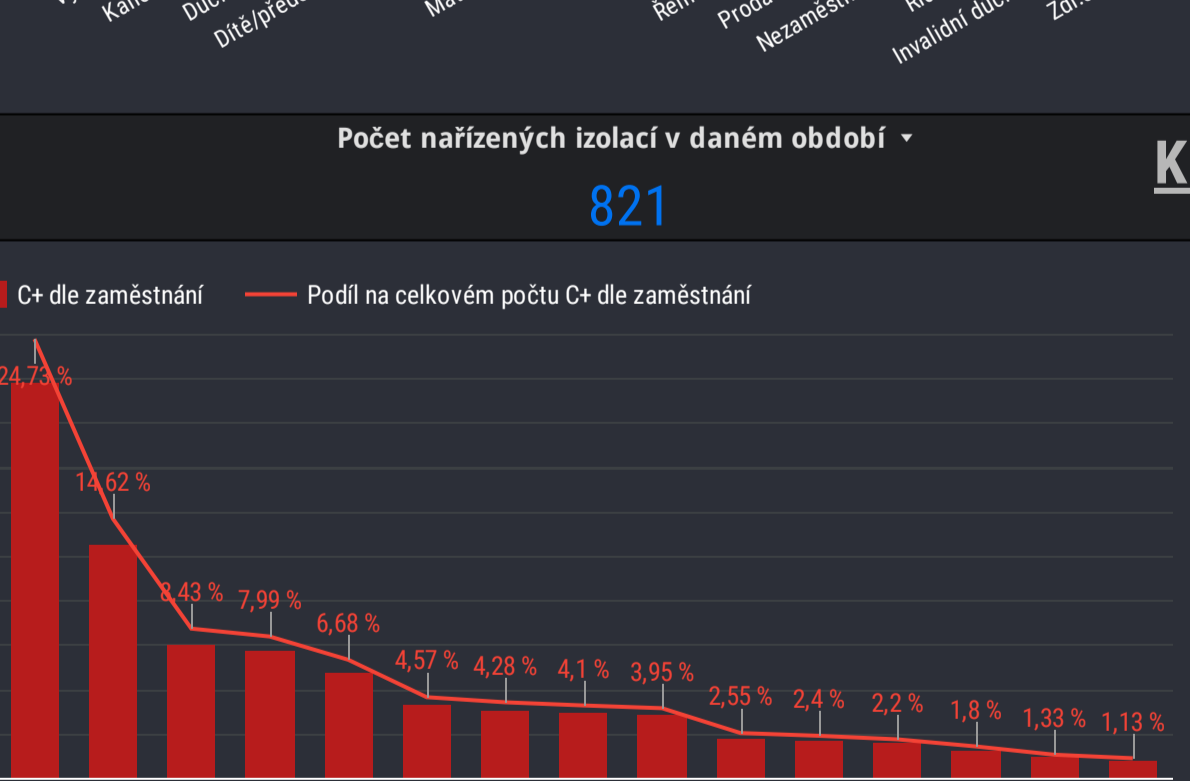 Dítě/před
Prod
Nezaměstn
Invalidní důc
Počet nařízených izolací v daném období
821
K
C+ dle zaměstnání
Podíl na celkovém počtu C+ dle zaměstnání
24,73 %
14,62 %
8,43 %
7,99 %
6,68 %
4,57 %
4,28 %
4,1 %
3,95 %
2,55 %
2,4 %
2,2 %
1,8 %
1,33 %
1,13 %